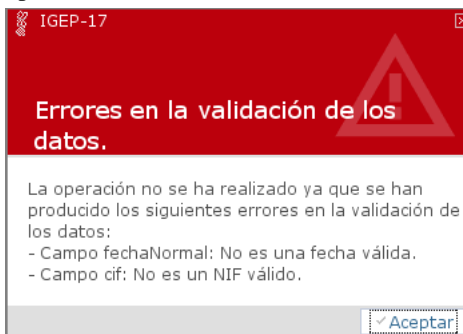 IGEP-17
Errores en la validación de los
datos.
La operación no se ha realizado ya que se han
producido los siguientes errores en la validación de
los datos:
- Campo fechaNormal: No es una fecha válida.
- Campo cif: No es un NIF válido.
Aceptar